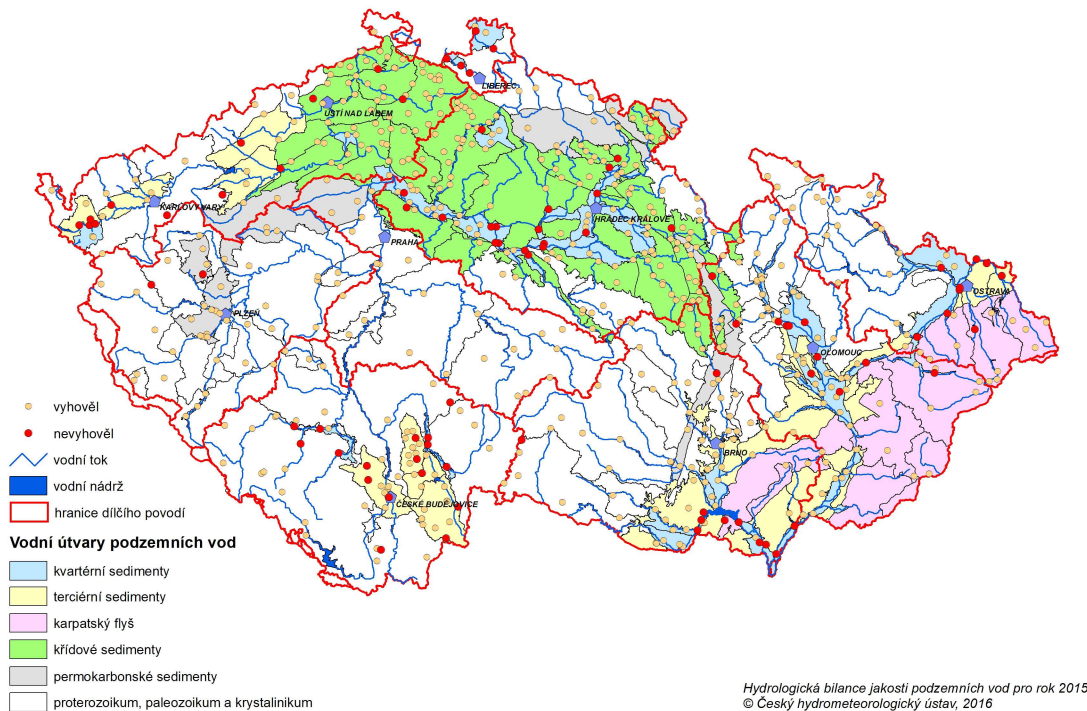 LIBEREC
ÚSTÍ NAD LABEM
KARLOVY VARY
HRADEC KRÁLOVÉ
PRAHA
OSTRAVA
PLZEŇ
OLOMOUC
BRNO
ČESKÉ BUDĚJOVICE
vyhověl
nevyhověl
vodní tok
vodní nádrž
hranice dílčího povodí
Vodní útvary podzemních vod
kvartérní sedimenty
terciérní sedimenty
karpatský flyš
křídové sedimenty
permokarbonské sedimenty
proterozoikum, paleozoikum a krystalinikum
Hydrologická bilance jakosti podzemních vod pro rok 2015
© Český hydrometeorologický ústav, 2016